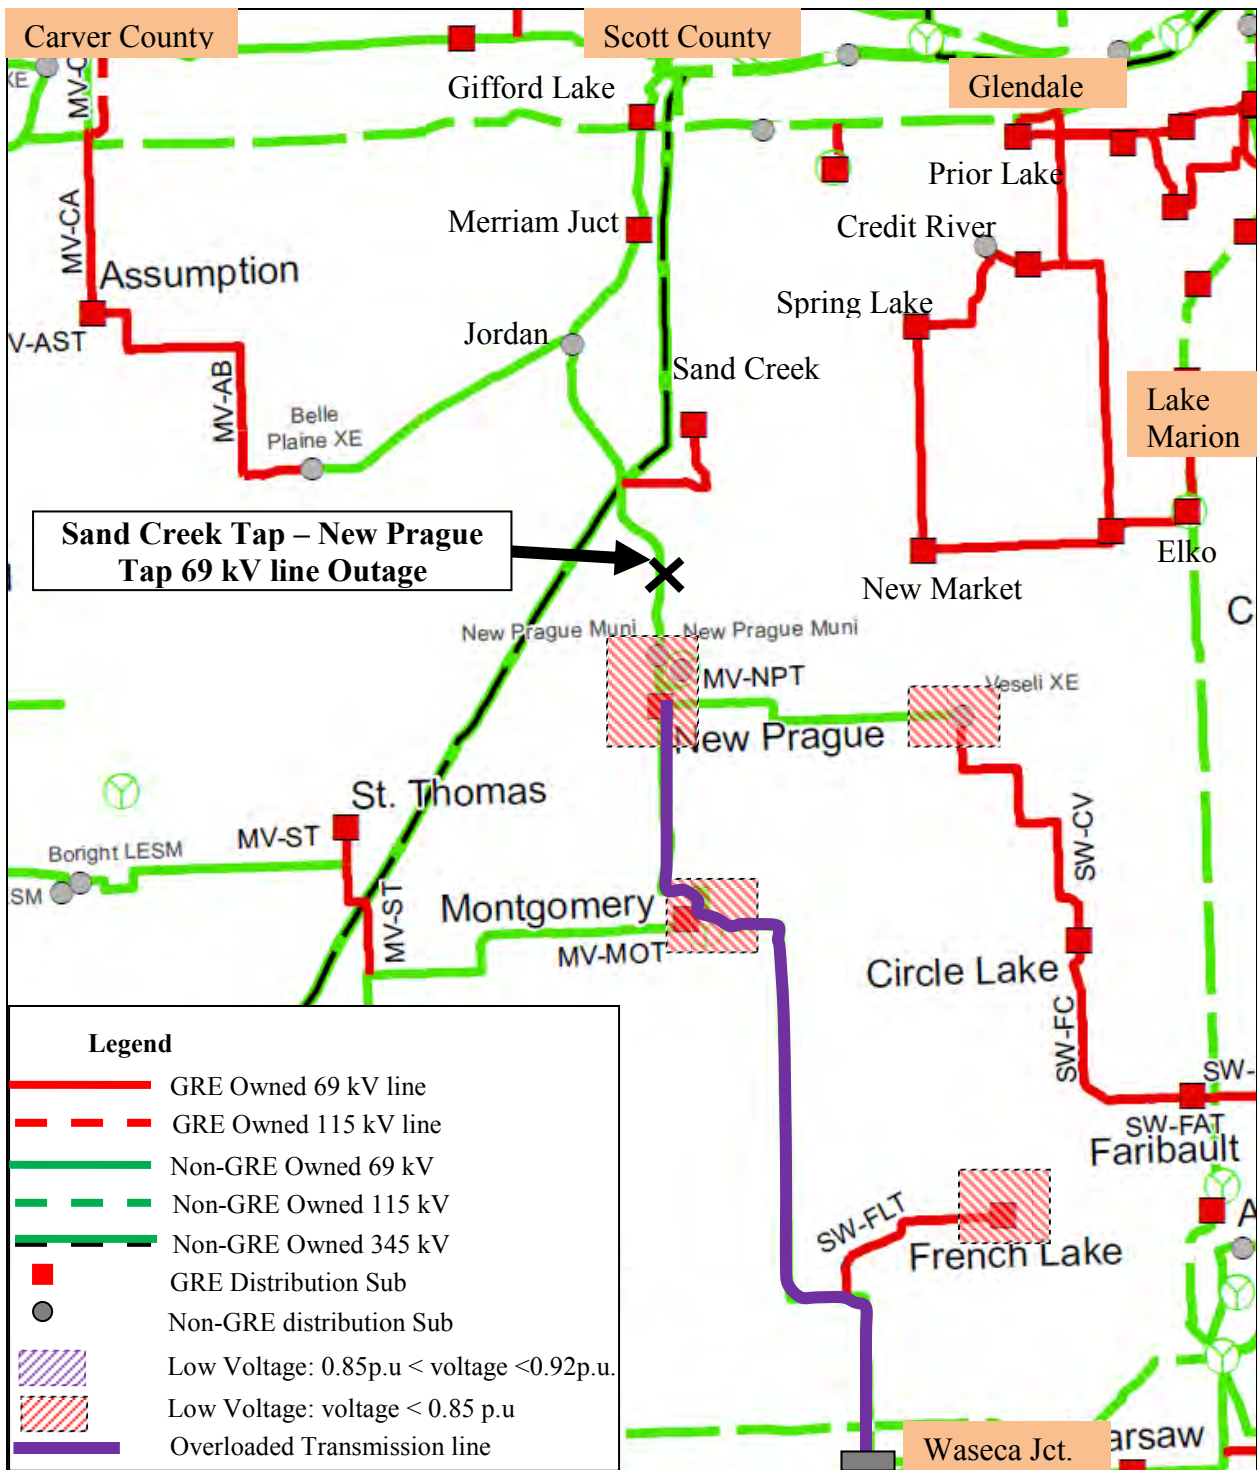 Carver County
Scott County
Glendale
Gifford Lake
Prior Lake
Merriam Juct
Credit River
MV-CA
Assumption
Spring Lake
V-AST
Jordan
Sand Creek
MV-AB
Lake
Marion
Belle
Plaine XE
Sand Creek Tap – New Prague
Tap 69 kV line Outage
Elko
New Market
New Prague Muni
New Prague Muni
MV-NPT
Veseli XE
New Prague
St. Thomas
MV-ST
SW-CV
Boright LESM
SM
MV-ST
Montgomery
MV-MOT
Circle Lake
SW-FC
SW-
SW-FAT
Faribault
SW-FLT
French Lake
A
C
Waseca Jct.
arsaw
Legend
GRE Owned 69 kV line
GRE Owned 115 kV line
Non-GRE Owned 69 kV
Non-GRE Owned 115 kV
Non-GRE Owned 345 kV
GRE Distribution Sub
Non-GRE distribution Sub
Low Voltage: 0.85p.u < voltage <0.92p.u.
Low Voltage: voltage < 0.85 p.u
Overloaded Transmission line